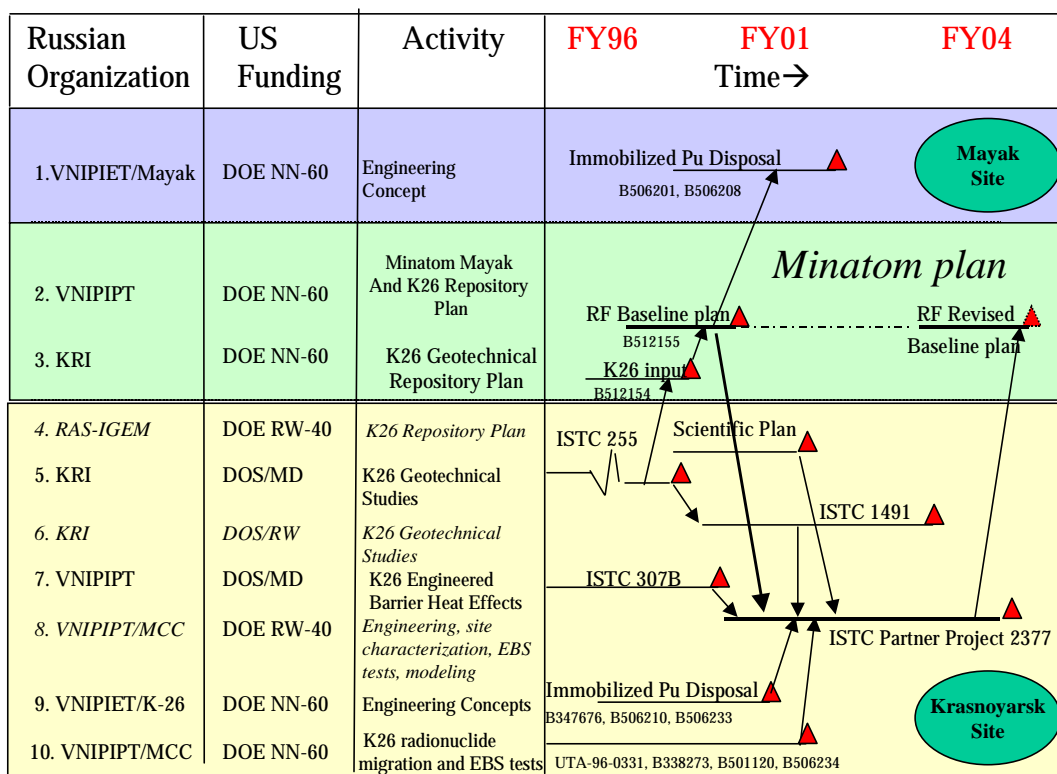 Russian Organization
US Funding
Activity
FY96 FY01 FY04
Time→
1.VNIPIET/Mayak
DOE NN-60
Engineering
Concept
Immobilized Pu Disposal
B506201, B506208
Mayak
Site
2. VNIPIPT
DOE NN-60
Minatom Mayak
And K26 Repository
Plan
Minatom plan
RF Baseline plan
B512155
RF Revised
Baseline plan
3. KRI
DOE NN-60
K26 Geotechnical
Repository Plan
K26 input
B512154
4. RAS-IGEM
DOE RW-40
K26 Repository Plan
ISTC 255
Scientific Plan
5. KRI
DOS/MD
K26 Geotechnical
Studies
6. KRI
DOS/RW
K26 Geotechnical
Studies
ISTC 1491
7. VNIPIPT
DOS/MD
K26 Engineered
Barrier Heat Effects
ISTC 307B
8. VNIPIPT/MCC
DOE RW-40
Engineering, site
characterization, EBS
tests, modeling
ISTC Partner Project 2377
9. VNIPIET/K-26
DOE NN-60
Engineering Concepts
Immobilized Pu Disposal
B347676, B506210, B506233
Krasnoyarsk
Site
10. VNIPIPT/MCC
DOE NN-60
K26 radionuclide
migration and EBS tests
UTA-96-0331, B338273, B501120, B506234